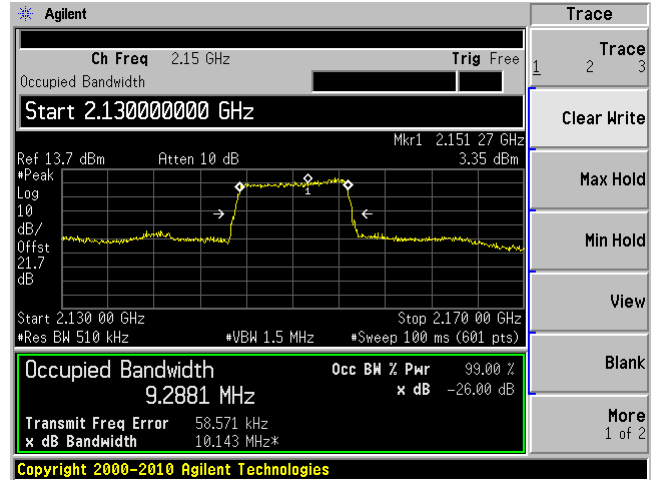 Agilent
Trace
Ch Freq 2.15 GHz Trig Free
Occupied Bandwidth
Start 2.130000000 GHz
Mkr1 2.151 27 GHz
Ref 13.7 dBm Atten 10 dB 3.35 dBm
#Peak
Log
10
dB/
Offst
21.7
dB
1
Start 2.130 00 GHz Stop 2.170 00 GHz
#Res BW 510 kHz #VBW 1.5 MHz #Sweep 100 ms (601 pts)
Occupied Bandwidth Occ BW % Pwr 99.00 %
9.2881 MHz x dB -26.00 dB
Transmit Freq Error 58.571 kHz
x dB Bandwidth 10.143 MHz*
Copyright 2000-2010 Agilent Technologies
Trace
1 2 3
Clear Write
Max Hold
Min Hold
View
Blank
More
1 of 2